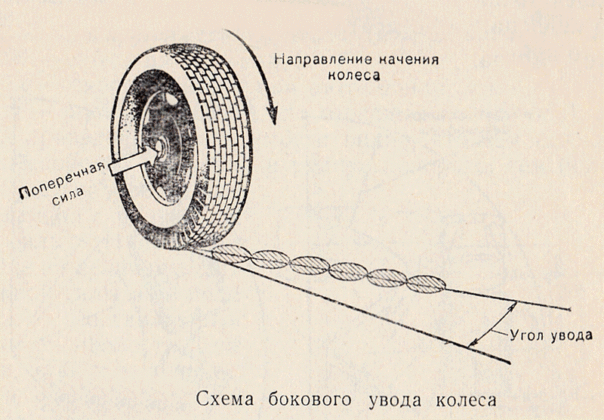 Направление качения
колеса
Поперечная
сила
Угол увода
Схема бокового увода колеса